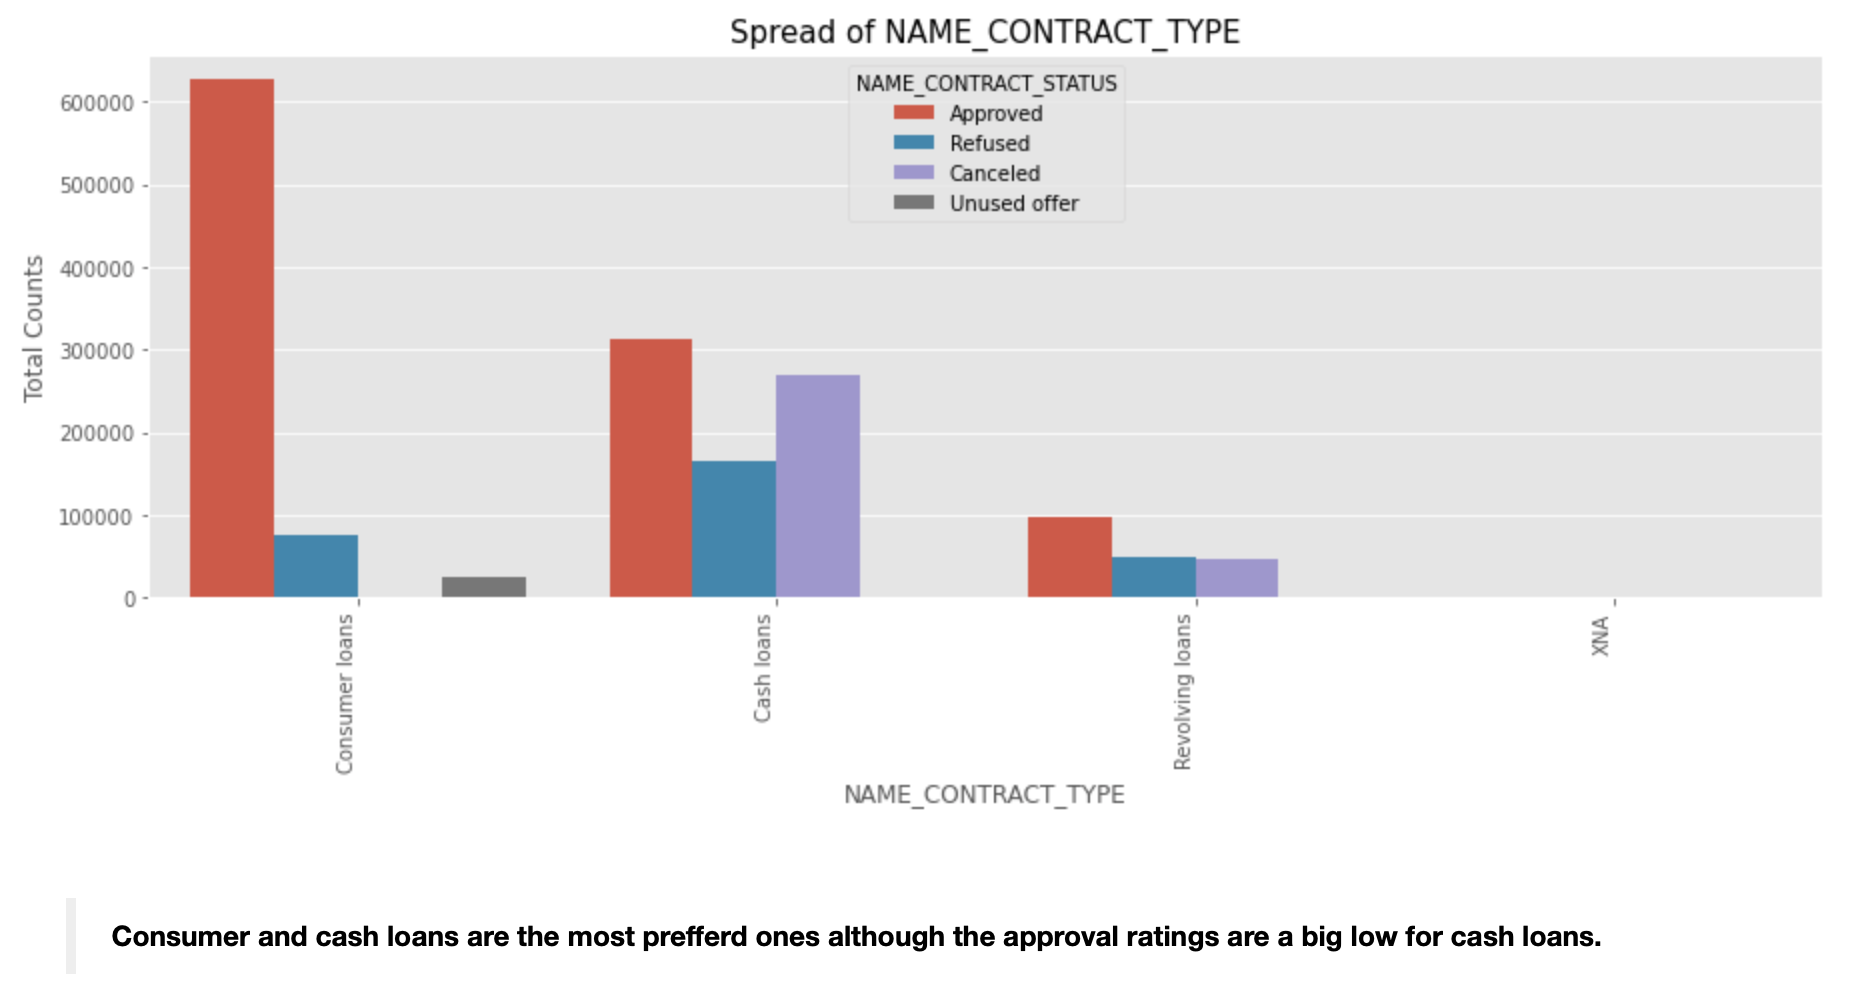 Spread of NAME_CONTRACT_TYPE
NAME_CONTRACT_STATUS
Approved
Refused
Canceled
Unused offer
Total Counts
600000
500000
400000
300000
200000
100000
0
Consumer loans
Cash loans
Revolving loans
XNA
NAME_CONTRACT_TYPE
Consumer and cash loans are the most prefferd ones although the approval ratings are a big low for cash loans.